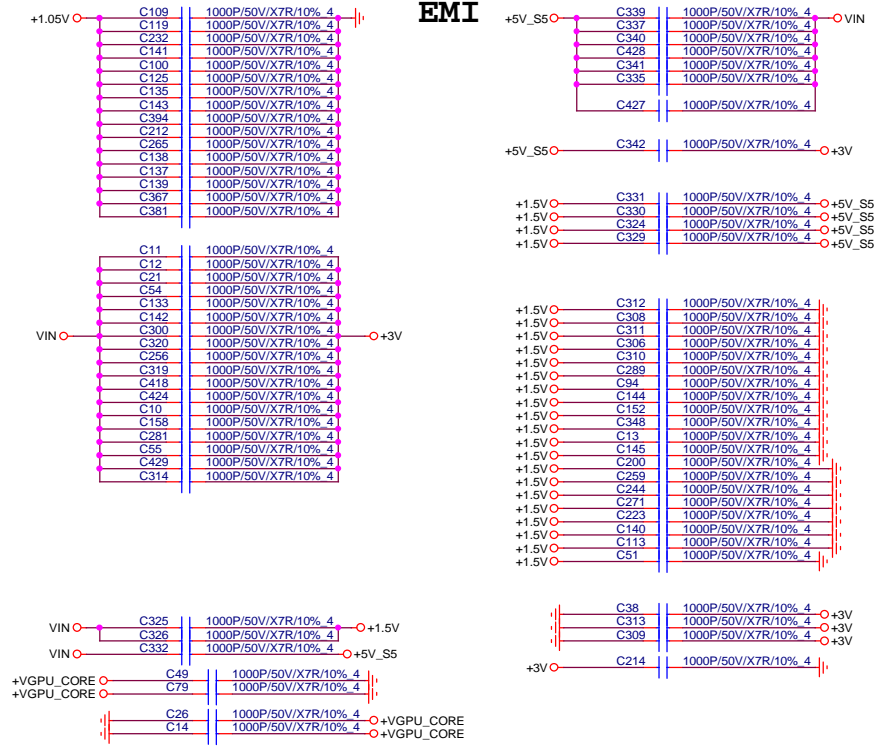 EMI
+1.05V
C109 1000P/50V/X7R/10%_4
C119 1000P/50V/X7R/10%_4
C232 1000P/50V/X7R/10%_4
C141 1000P/50V/X7R/10%_4
C100 1000P/50V/X7R/10%_4
C125 1000P/50V/X7R/10%_4
C135 1000P/50V/X7R/10%_4
C143 1000P/50V/X7R/10%_4
C394 1000P/50V/X7R/10%_4
C212 1000P/50V/X7R/10%_4
C265 1000P/50V/X7R/10%_4
C138 1000P/50V/X7R/10%_4
C137 1000P/50V/X7R/10%_4
C139 1000P/50V/X7R/10%_4
C367 1000P/50V/X7R/10%_4
C381 1000P/50V/X7R/10%_4
C11 1000P/50V/X7R/10%_4
C12 1000P/50V/X7R/10%_4
C21 1000P/50V/X7R/10%_4
C54 1000P/50V/X7R/10%_4
C133 1000P/50V/X7R/10%_4
C142 1000P/50V/X7R/10%_4
VIN C300 1000P/50V/X7R/10%_4 +3V
C320 1000P/50V/X7R/10%_4
C256 1000P/50V/X7R/10%_4
C319 1000P/50V/X7R/10%_4
C418 1000P/50V/X7R/10%_4
C424 1000P/50V/X7R/10%_4
C10 1000P/50V/X7R/10%_4
C158 1000P/50V/X7R/10%_4
C281 1000P/50V/X7R/10%_4
C55 1000P/50V/X7R/10%_4
C429 1000P/50V/X7R/10%_4
C314 1000P/50V/X7R/10%_4
VIN C325 1000P/50V/X7R/10%_4 +1.5V
C326 1000P/50V/X7R/10%_4
VIN C332 1000P/50V/X7R/10%_4 +5V_S5
+VGPU_CORE C49 1000P/50V/X7R/10%_4
+VGPU_CORE C79 1000P/50V/X7R/10%_4
C26 1000P/50V/X7R/10%_4 +VGPU_CORE
C14 1000P/50V/X7R/10%_4 +VGPU_CORE
+5V_S5 C339 1000P/50V/X7R/10%_4 VIN
C337 1000P/50V/X7R/10%_4
C340 1000P/50V/X7R/10%_4
C428 1000P/50V/X7R/10%_4
C341 1000P/50V/X7R/10%_4
C335 1000P/50V/X7R/10%_4
C427 1000P/50V/X7R/10%_4
+5V_S5 C342 1000P/50V/X7R/10%_4 +3V
+1.5V C331 1000P/50V/X7R/10%_4 +5V_S5
+1.5V C330 1000P/50V/X7R/10%_4 +5V_S5
+1.5V C324 1000P/50V/X7R/10%_4 +5V_S5
+1.5V C329 1000P/50V/X7R/10%_4 +5V_S5
+1.5V C312 1000P/50V/X7R/10%_4
+1.5V C308 1000P/50V/X7R/10%_4
+1.5V C311 1000P/50V/X7R/10%_4
+1.5V C306 1000P/50V/X7R/10%_4
+1.5V C310 1000P/50V/X7R/10%_4
+1.5V C289 1000P/50V/X7R/10%_4
+1.5V C94 1000P/50V/X7R/10%_4
+1.5V C144 1000P/50V/X7R/10%_4
+1.5V C152 1000P/50V/X7R/10%_4
+1.5V C348 1000P/50V/X7R/10%_4
+1.5V C13 1000P/50V/X7R/10%_4
+1.5V C145 1000P/50V/X7R/10%_4
+1.5V C200 1000P/50V/X7R/10%_4
+1.5V C259 1000P/50V/X7R/10%_4
+1.5V C244 1000P/50V/X7R/10%_4
+1.5V C271 1000P/50V/X7R/10%_4
+1.5V C223 1000P/50V/X7R/10%_4
+1.5V C140 1000P/50V/X7R/10%_4
+1.5V C113 1000P/50V/X7R/10%_4
+1.5V C51 1000P/50V/X7R/10%_4
C38 1000P/50V/X7R/10%_4 +3V
C313 1000P/50V/X7R/10%_4 +3V
C309 1000P/50V/X7R/10%_4 +3V
+3V C214 1000P/50V/X7R/10%_4